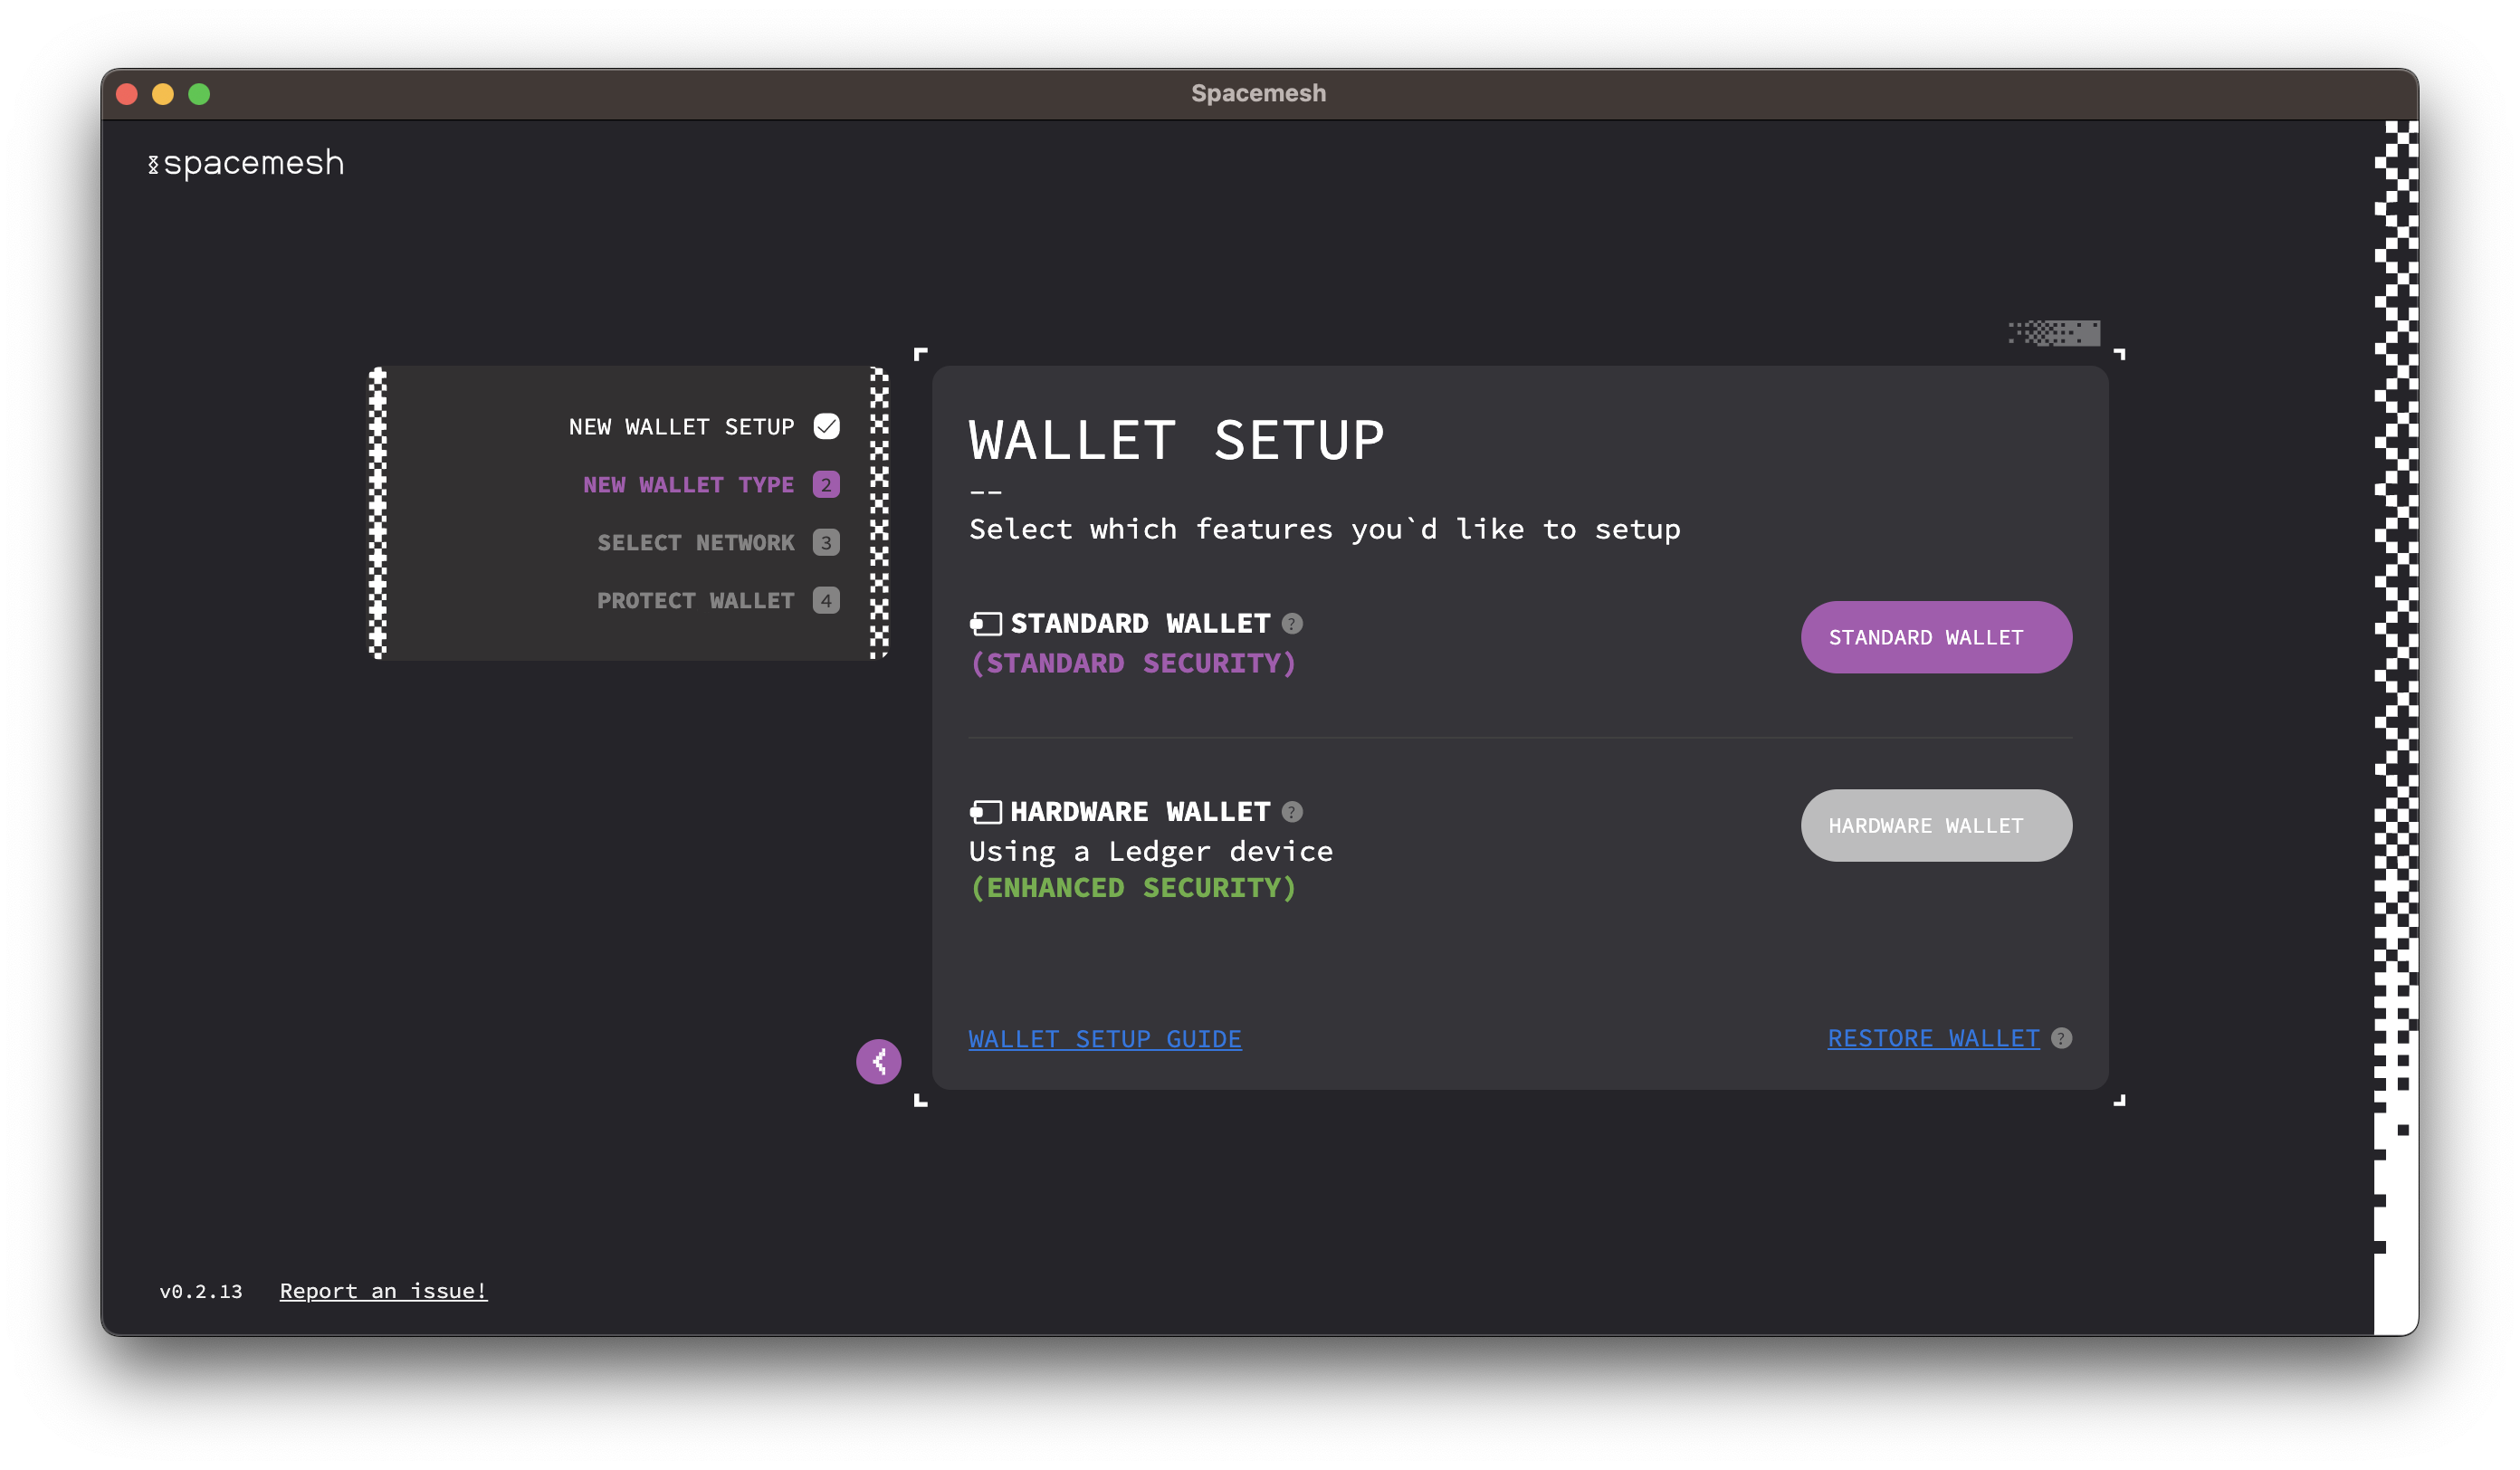 Spacemesh
spacemesh
NEW WALLET SETUP
NEW WALLET TYPE 2
SELECT NETWORK 3
PROTECT WALLET 4
WALLET SETUP
--
Select which features you`d like to setup
STANDARD WALLET ?
(STANDARD SECURITY)
STANDARD WALLET
HARDWARE WALLET ?
Using a Ledger device
(ENHANCED SECURITY)
HARDWARE WALLET
WALLET SETUP GUIDE
RESTORE WALLET ?
v0.2.13 Report an issue!